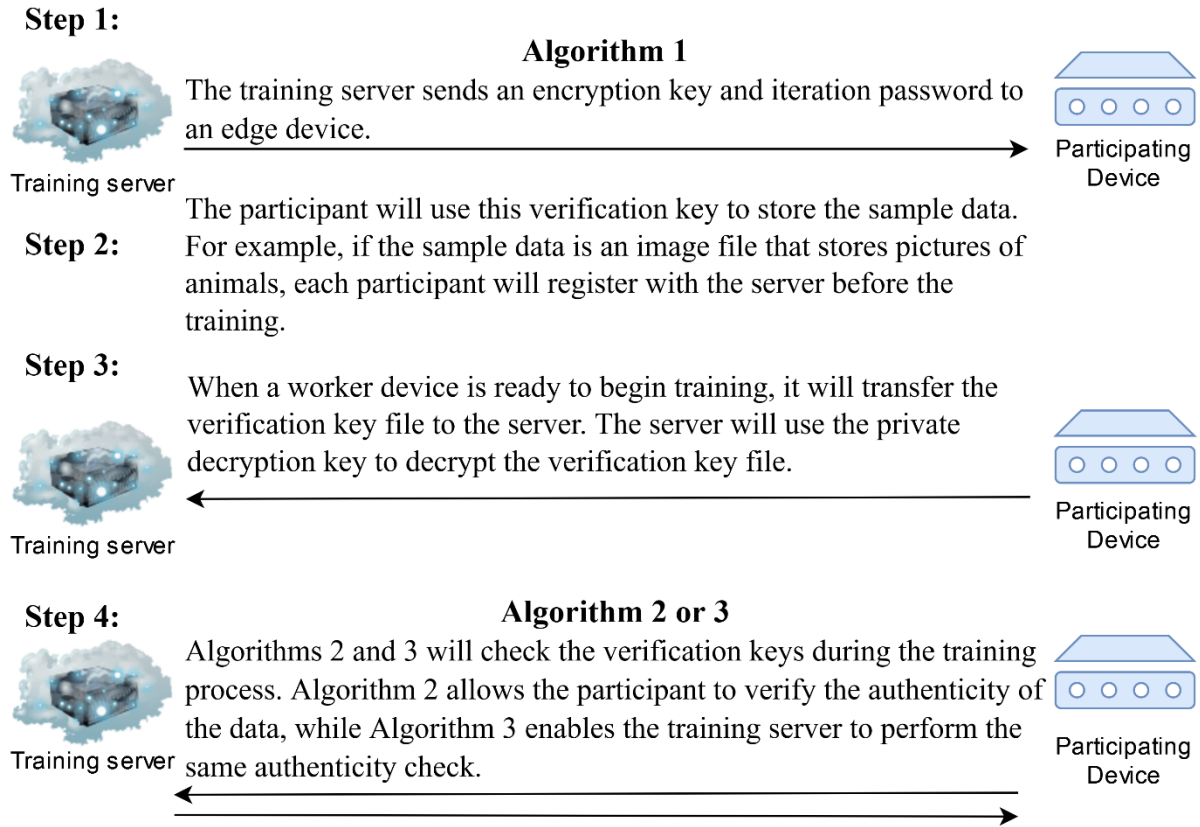 Step 1:
Algorithm 1
The training server sends an encryption key and iteration password to
an edge device.
Training server
Participating
Device
The participant will use this verification key to store the sample data.
Step 2:
For example, if the sample data is an image file that stores pictures of
animals, each participant will register with the server before the
training.
Step 3:
When a worker device is ready to begin training, it will transfer the
verification key file to the server. The server will use the private
decryption key to decrypt the verification key file.
Training server
Participating
Device
Step 4:
Algorithm 2 or 3
Algorithms 2 and 3 will check the verification keys during the training
process. Algorithm 2 allows the participant to verify the authenticity of
the data, while Algorithm 3 enables the training server to perform the
same authenticity check.
Training server
Participating
Device